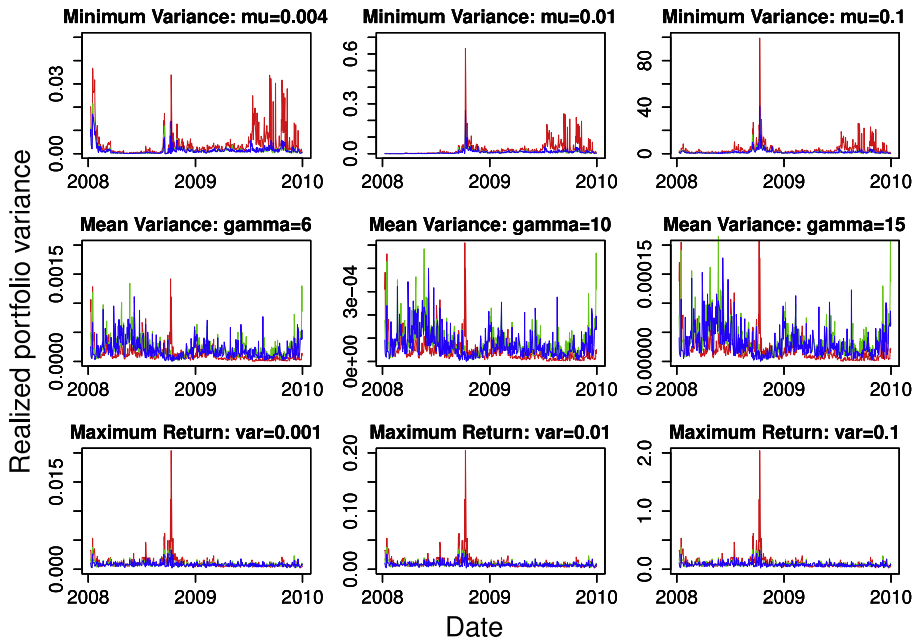 Minimum Variance: mu=0.004 Minimum Variance: mu=0.01 Minimum Variance: mu=0.1
0.03
0.00
2008 2009 2010
0.6
0.3
0.0
2008 2009 2010
80
40
0
2008 2009 2010
Mean Variance: gamma=6 Mean Variance: gamma=10 Mean Variance: gamma=15
0.0015
0.0000
2008 2009 2010
3e-04
0e+00
2008 2009 2010
0.00015
0.00000
2008 2009 2010
Maximum Return: var=0.001 Maximum Return: var=0.01 Maximum Return: var=0.1
0.015
0.000
2008 2009 2010
0.20
0.10
0.00
2008 2009 2010
2.0
1.0
0.0
2008 2009 2010
Realized portfolio variance
Date